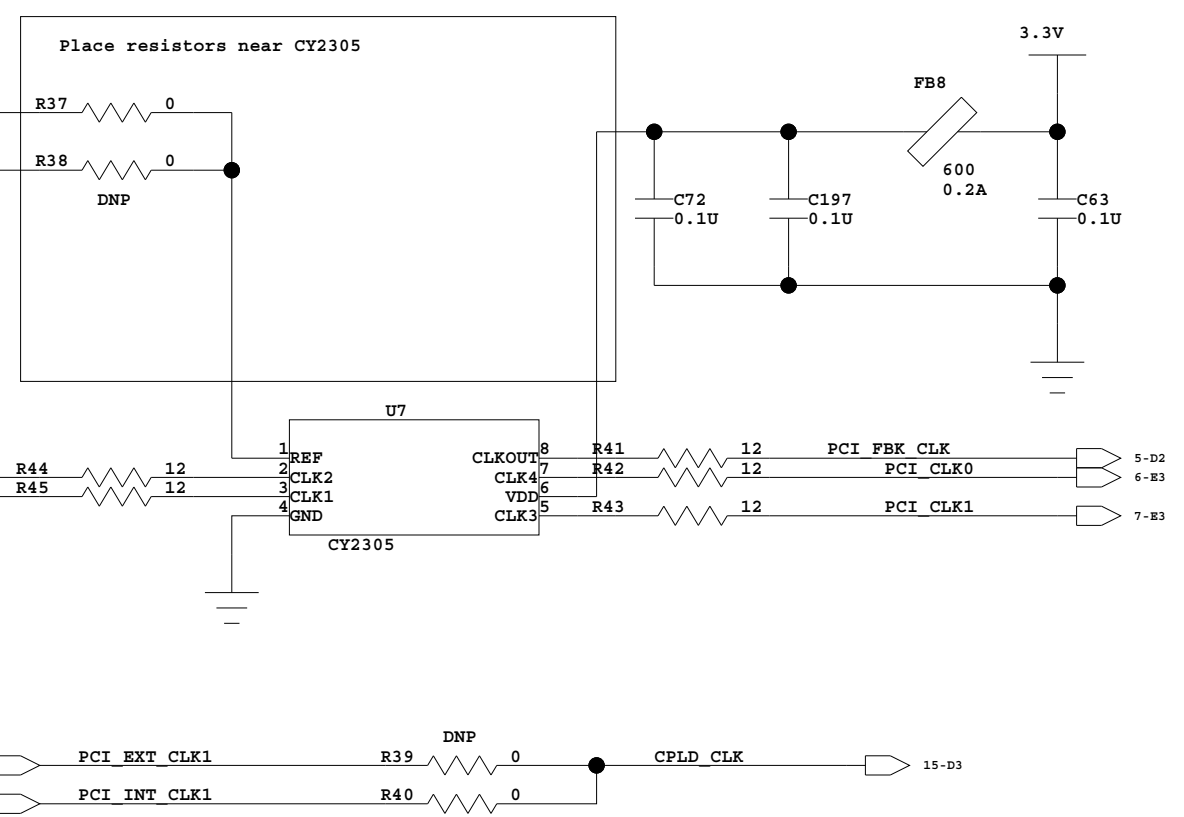 3.3V
Place resistors near CY2305
FB8
R37 0
R38 0
DNP
600
0.2A
C72
0.1U
C197
0.1U
C63
0.1U
U7
1 REF
2 CLK2
3 CLK1
4 GND
CLKOUT 8
CLK4 7
VDD 6
CLK3 5
CY2305
R44 12
R45 12
R41 12 PCI_FBK_CLK 5-D2
R42 12 PCI_CLK0 6-E3
R43 12 PCI_CLK1 7-E3
DNP
PCI_EXT_CLK1 R39 0 CPLD_CLK 15-D3
PCI_INT_CLK1 R40 0